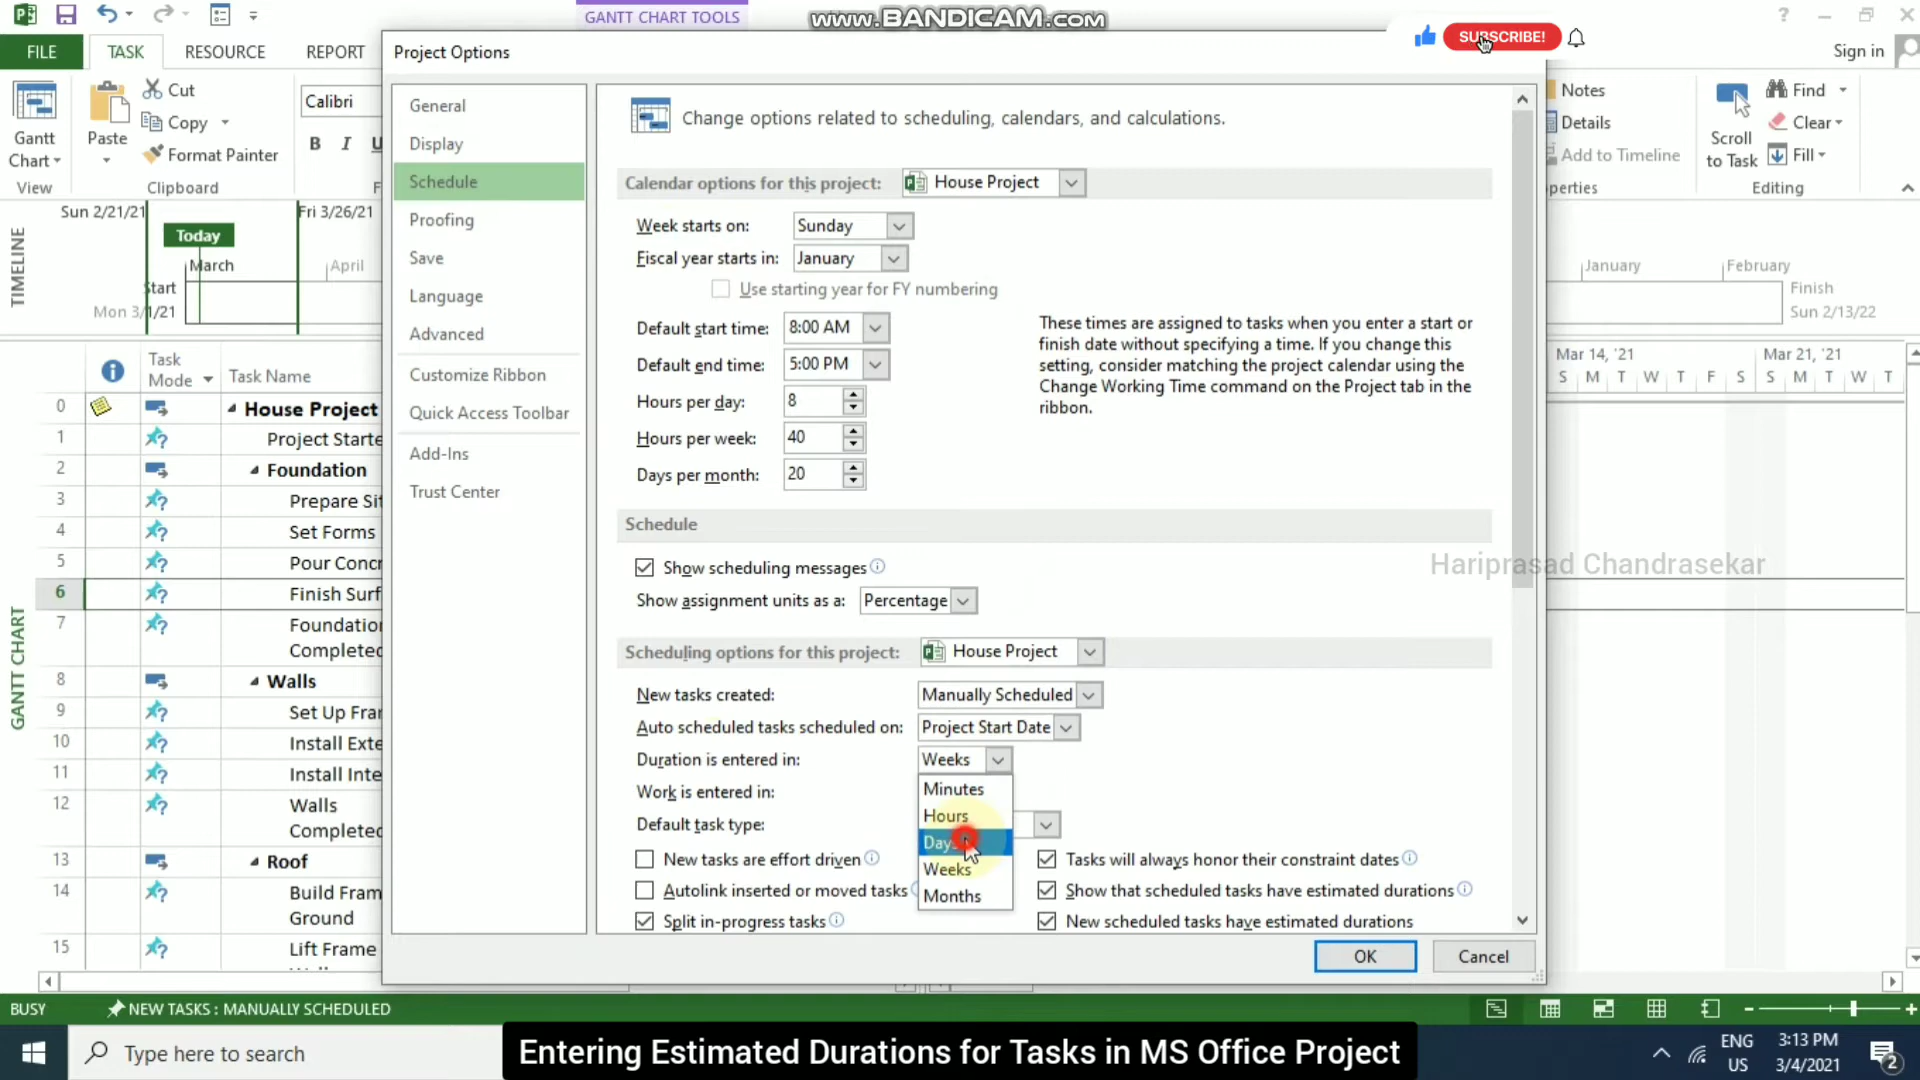 GANTT CHART TOOLS
www.BANDICAM.com
SUBSCRIBE!
Sign in
FILE
TASK
RESOURCE
REPORT
Project Options
Gantt
Chart
View
Paste
Cut
Copy
Format Painter
Clipboard
Calibri
B I U
F
Notes
Details
Add to Timeline
perties
Scroll
to Task
Find
Clear
Fill
Editing
TIMELINE
Sun 2/21/21
Fri 3/26/21
Today
March
April
Start
Mon 3/1/21
January
February
Finish
Sun 2/13/22
General
Display
Schedule
Proofing
Save
Language
Advanced
Customize Ribbon
Quick Access Toolbar
Add-Ins
Trust Center
Change options related to scheduling, calendars, and calculations.
Calendar options for this project: House Project
Week starts on: Sunday
Fiscal year starts in: January
Use starting year for FY numbering
Default start time: 8:00 AM
Default end time: 5:00 PM
Hours per day: 8
Hours per week: 40
Days per month: 20
These times are assigned to tasks when you enter a start or
finish date without specifying a time. If you change this
setting, consider matching the project calendar using the
Change Working Time command on the Project tab in the
ribbon.
Schedule
Show scheduling messages
Show assignment units as a: Percentage
Hariprasad Chandrasekar
Scheduling options for this project: House Project
New tasks created: Manually Scheduled
Auto scheduled tasks scheduled on: Project Start Date
Duration is entered in: Weeks
Minutes
Hours
Days
Weeks
Months
Work is entered in:
Default task type:
New tasks are effort driven
Autolink inserted or moved tasks
Split in-progress tasks
Tasks will always honor their constraint dates
Show that scheduled tasks have estimated durations
New scheduled tasks have estimated durations
OK
Cancel
GANTT CHART
Task
Mode
Task Name
0 House Project
1 Project Starte
2 Foundation
3 Prepare Sit
4 Set Forms
5 Pour Concr
6 Finish Surf
7 Foundation
Completed
8 Walls
9 Set Up Fra
10 Install Exte
11 Install Inte
12 Walls
Completed
13 Roof
14 Build Fram
Ground
15 Lift Frame
Mar 14, '21
Mar 21, '21
S M T W T F S S M T W T
BUSY
NEW TASKS : MANUALLY SCHEDULED
Type here to search
Entering Estimated Durations for Tasks in MS Office Project
ENG
US
3:13 PM
3/4/2021
2